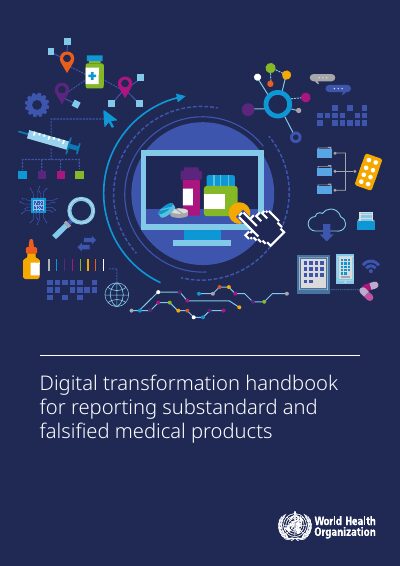 Digital transformation handbook
for reporting substandard and
falsified medical products
World Health
Organization